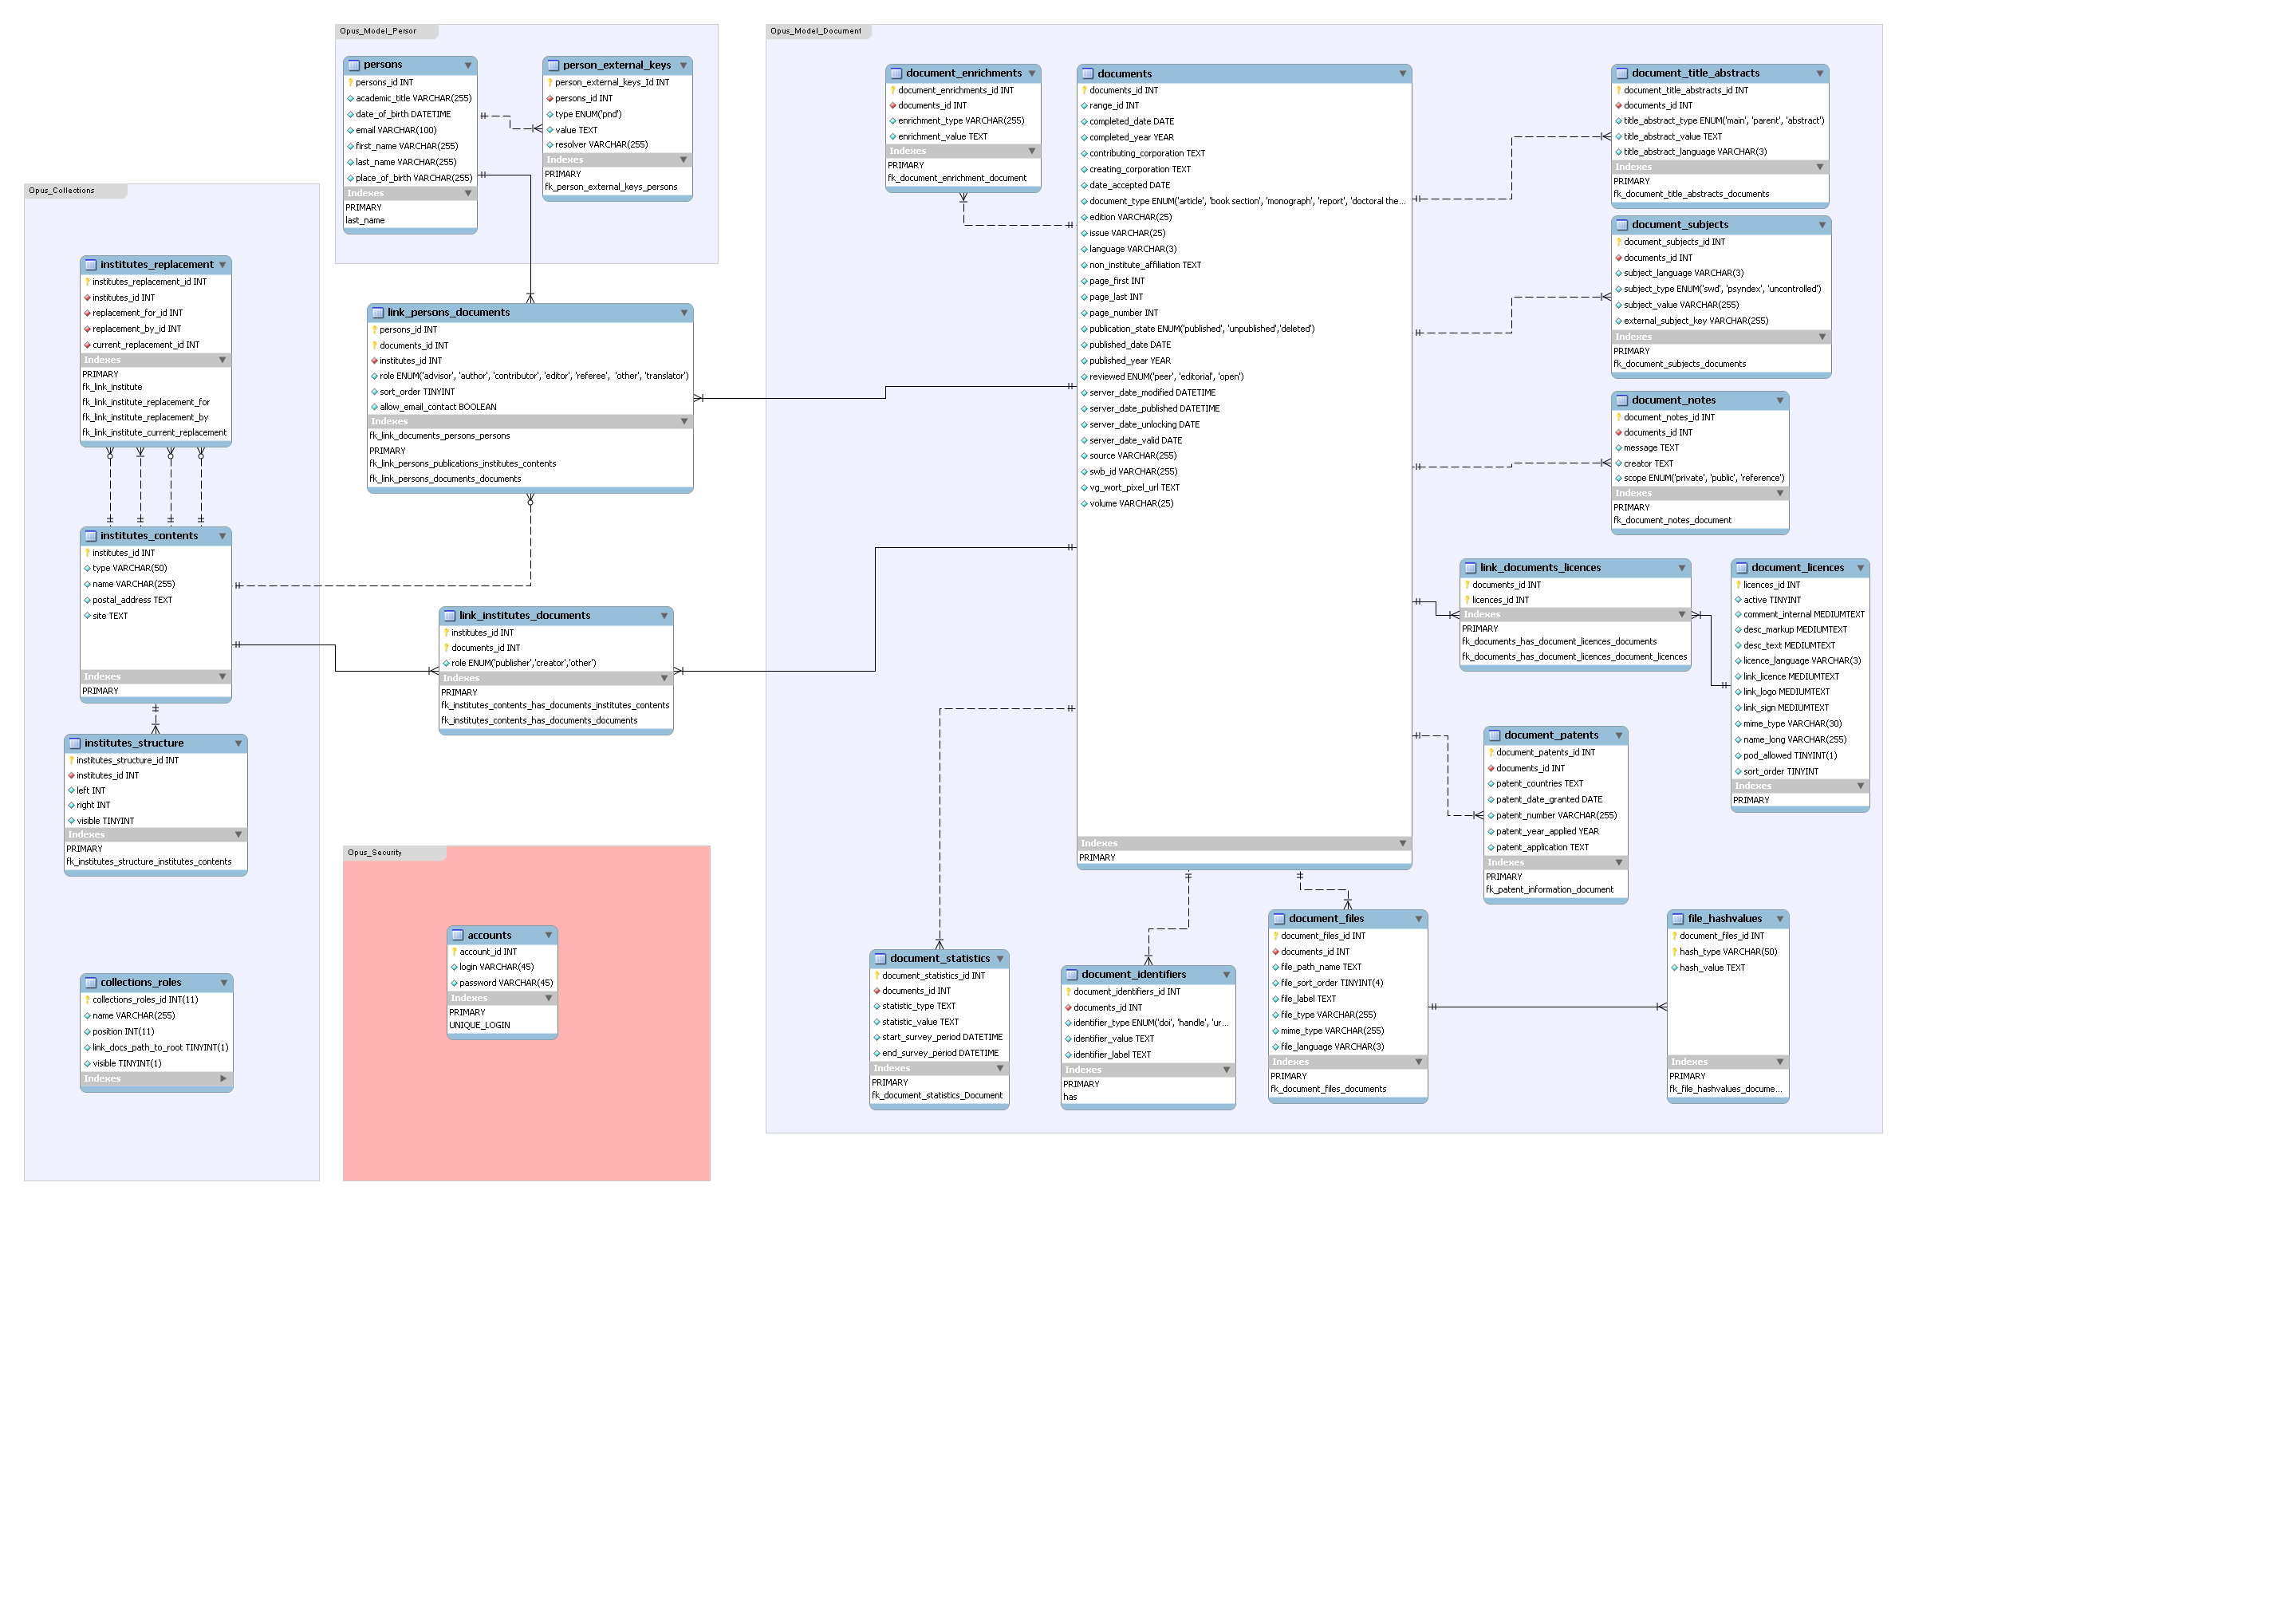 Opus_Model_Person
persons
persons_id INT
academic_title VARCHAR(255)
date_of_birth DATETIME
email VARCHAR(100)
first_name VARCHAR(255)
last_name VARCHAR(255)
place_of_birth VARCHAR(255)
Indexes
PRIMARY
last_name
person_external_keys
person_external_keys_Id INT
persons_id INT
type ENUM('pnd')
value TEXT
resolver VARCHAR(255)
Indexes
PRIMARY
fk_person_external_keys_persons
Opus_Collections
institutes_replacement
institutes_replacement_id INT
institutes_id INT
replacement_for_id INT
replacement_by_id INT
current_replacement_id INT
Indexes
PRIMARY
fk_link_institute
fk_link_institute_replacement_for
fk_link_institute_replacement_by
fk_link_institute_current_replacement
institutes_contents
institutes_id INT
type VARCHAR(50)
name VARCHAR(255)
postal_address TEXT
site TEXT
Indexes
PRIMARY
institutes_structure
institutes_structure_id INT
institutes_id INT
left INT
right INT
visible TINYINT
Indexes
PRIMARY
fk_institutes_structure_institutes_contents
collections_roles
collections_roles_id INT(11)
name VARCHAR(255)
position INT(11)
link_docs_path_to_root TINYINT(1)
visible TINYINT(1)
Indexes
link_persons_documents
persons_id INT
documents_id INT
institutes_id INT
role ENUM('advisor', 'author', 'contributor', 'editor', 'referee', 'other', 'translator')
sort_order TINYINT
allow_email_contact BOOLEAN
Indexes
fk_link_documents_persons_persons
PRIMARY
fk_link_persons_publications_institutes_contents
fk_link_persons_documents_documents
link_institutes_documents
institutes_id INT
documents_id INT
role ENUM('publisher','creator','other')
Indexes
PRIMARY
fk_institutes_contents_has_documents_institutes_contents
fk_institutes_contents_has_documents_documents
Opus_Security
accounts
account_id INT
login VARCHAR(45)
password VARCHAR(45)
Indexes
PRIMARY
UNIQUE_LOGIN
Opus_Model_Document
document_enrichments
document_enrichments_id INT
documents_id INT
enrichment_type VARCHAR(255)
enrichment_value TEXT
Indexes
PRIMARY
fk_document_enrichment_document
documents
documents_id INT
range_id INT
completed_date DATE
completed_year YEAR
contributing_corporation TEXT
creating_corporation TEXT
date_accepted DATE
document_type ENUM('article', 'book section', 'monograph', 'report', 'doctoral the...
edition VARCHAR(25)
issue VARCHAR(25)
language VARCHAR(3)
non_institute_affiliation TEXT
page_first INT
page_last INT
page_number INT
publication_state ENUM('published', 'unpublished','deleted')
published_date DATE
published_year YEAR
reviewed ENUM('peer', 'editorial', 'open')
server_date_modified DATETIME
server_date_published DATETIME
server_date_unlocking DATE
server_date_valid DATE
source VARCHAR(255)
swb_id VARCHAR(255)
vg_wort_pixel_url TEXT
volume VARCHAR(25)
Indexes
PRIMARY
document_title_abstracts
document_title_abstracts_id INT
documents_id INT
title_abstract_type ENUM('main', 'parent', 'abstract')
title_abstract_value TEXT
title_abstract_language VARCHAR(3)
Indexes
PRIMARY
fk_document_title_abstracts_documents
document_subjects
document_subjects_id INT
documents_id INT
subject_language VARCHAR(3)
subject_type ENUM('swd', 'psyndex', 'uncontrolled')
subject_value VARCHAR(255)
external_subject_key VARCHAR(255)
Indexes
PRIMARY
fk_document_subjects_documents
document_notes
document_notes_id INT
documents_id INT
message TEXT
creator TEXT
scope ENUM('private', 'public', 'reference')
Indexes
PRIMARY
fk_document_notes_document
link_documents_licences
documents_id INT
licences_id INT
Indexes
PRIMARY
fk_documents_has_document_licences_documents
fk_documents_has_document_licences_document_licences
document_licences
licences_id INT
active TINYINT
comment_internal MEDIUMTEXT
desc_markup MEDIUMTEXT
desc_text MEDIUMTEXT
licence_language VARCHAR(3)
link_licence MEDIUMTEXT
link_logo MEDIUMTEXT
link_sign MEDIUMTEXT
mime_type VARCHAR(30)
name_long VARCHAR(255)
pod_allowed TINYINT(1)
sort_order TINYINT
Indexes
PRIMARY
document_patents
document_patents_id INT
documents_id INT
patent_countries TEXT
patent_date_granted DATE
patent_number VARCHAR(255)
patent_year_applied YEAR
patent_application TEXT
Indexes
PRIMARY
fk_patent_information_document
document_statistics
document_statistics_id INT
documents_id INT
statistic_type TEXT
statistic_value TEXT
start_survey_period DATETIME
end_survey_period DATETIME
Indexes
PRIMARY
fk_document_statistics_Document
document_identifiers
document_identifiers_id INT
documents_id INT
identifier_type ENUM('doi', 'handle', 'ur...
identifier_value TEXT
identifier_label TEXT
Indexes
PRIMARY
has
document_files
document_files_id INT
documents_id INT
file_path_name TEXT
file_sort_order TINYINT(4)
file_label TEXT
file_type VARCHAR(255)
mime_type VARCHAR(255)
file_language VARCHAR(3)
Indexes
PRIMARY
fk_document_files_documents
file_hashvalues
document_files_id INT
hash_type VARCHAR(50)
hash_value TEXT
Indexes
PRIMARY
fk_file_hashvalues_docume...